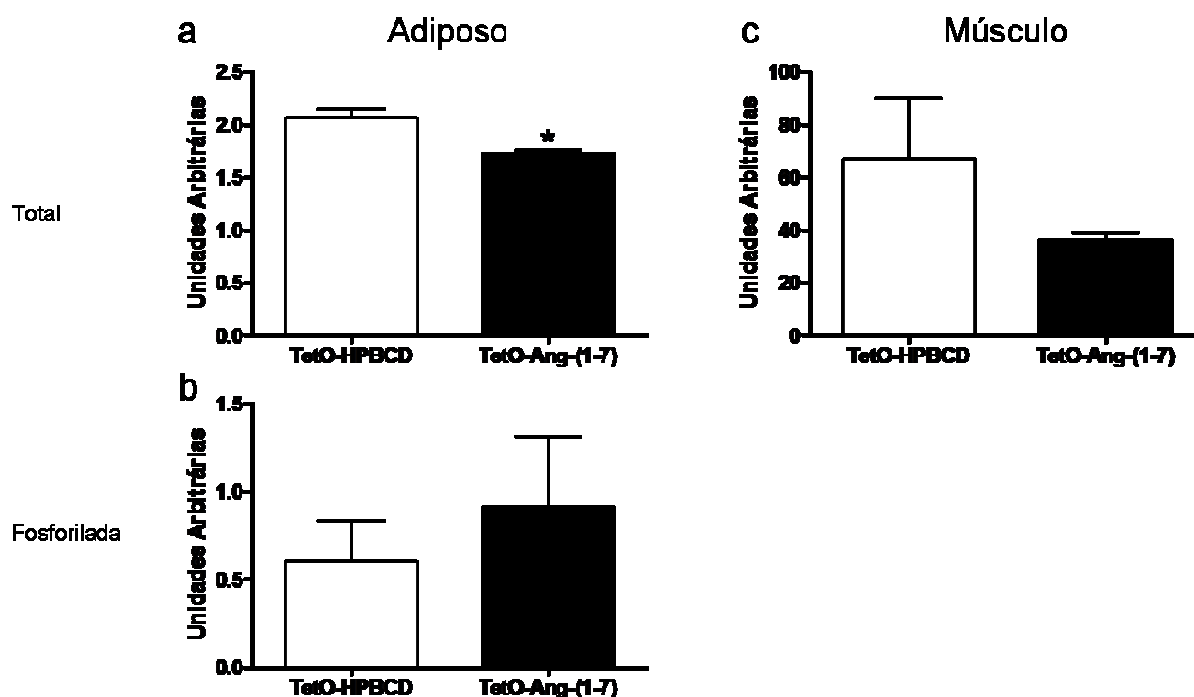 a
Adiposo
c
Músculo
Total
Unidades Arbitrárias
2.5
2.0
1.5
1.0
0.5
0.0
*
TetO-HPBCD
TetO-Ang-(1-7)
Unidades Arbitrárias
100
80
60
40
20
0
TetO-HPBCD
TetO-Ang-(1-7)
b
Fosforilada
Unidades Arbitrárias
1.5
1.0
0.5
0.0
TetO-HPBCD
TetO-Ang-(1-7)